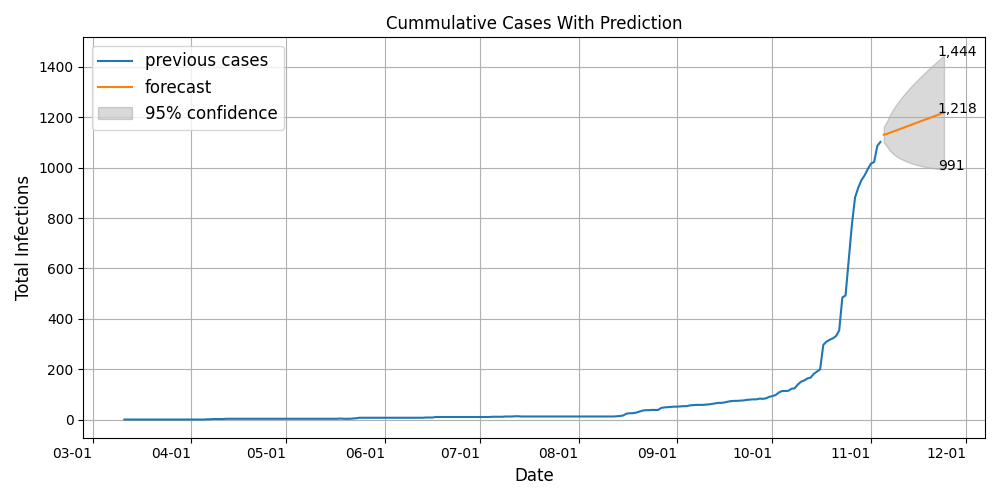 Cummulative Cases With Prediction
previous cases
forecast
95% confidence
1,444
1,218
991
Total Infections
1400
1200
1000
800
600
400
200
0
03-01 04-01 05-01 06-01 07-01 08-01 09-01 10-01 11-01 12-01
Date